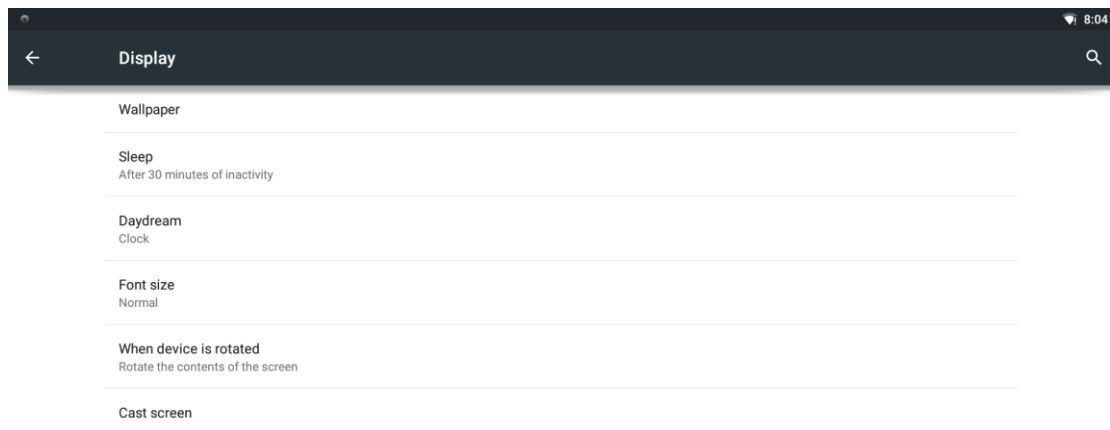 8:04
Display
Wallpaper
Sleep
After 30 minutes of inactivity
Daydream
Clock
Font size
Normal
When device is rotated
Rotate the contents of the screen
Cast screen